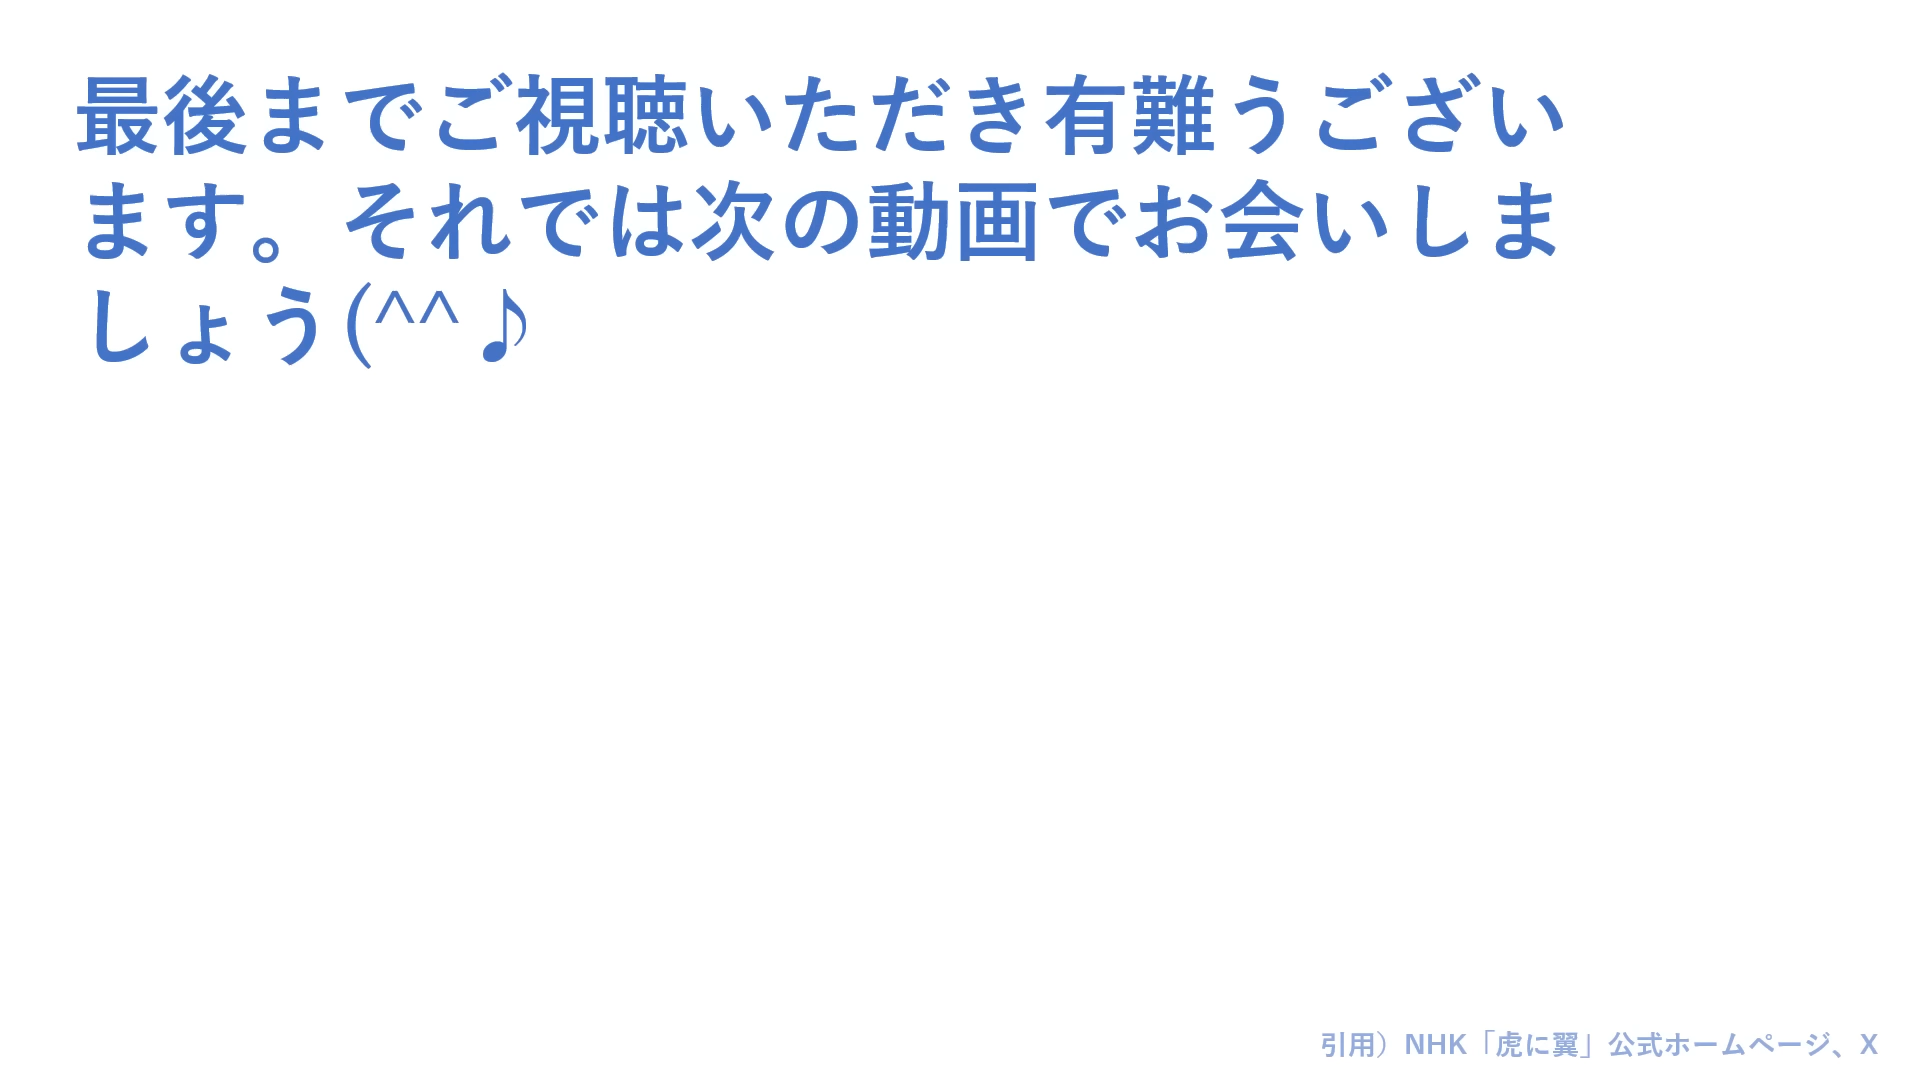 最後までご視聴いただき有難うござい
ます。それでは次の動画でお会いしま
しょう(^^♪
引用）NHK「虎に翼」公式ホームページ、X